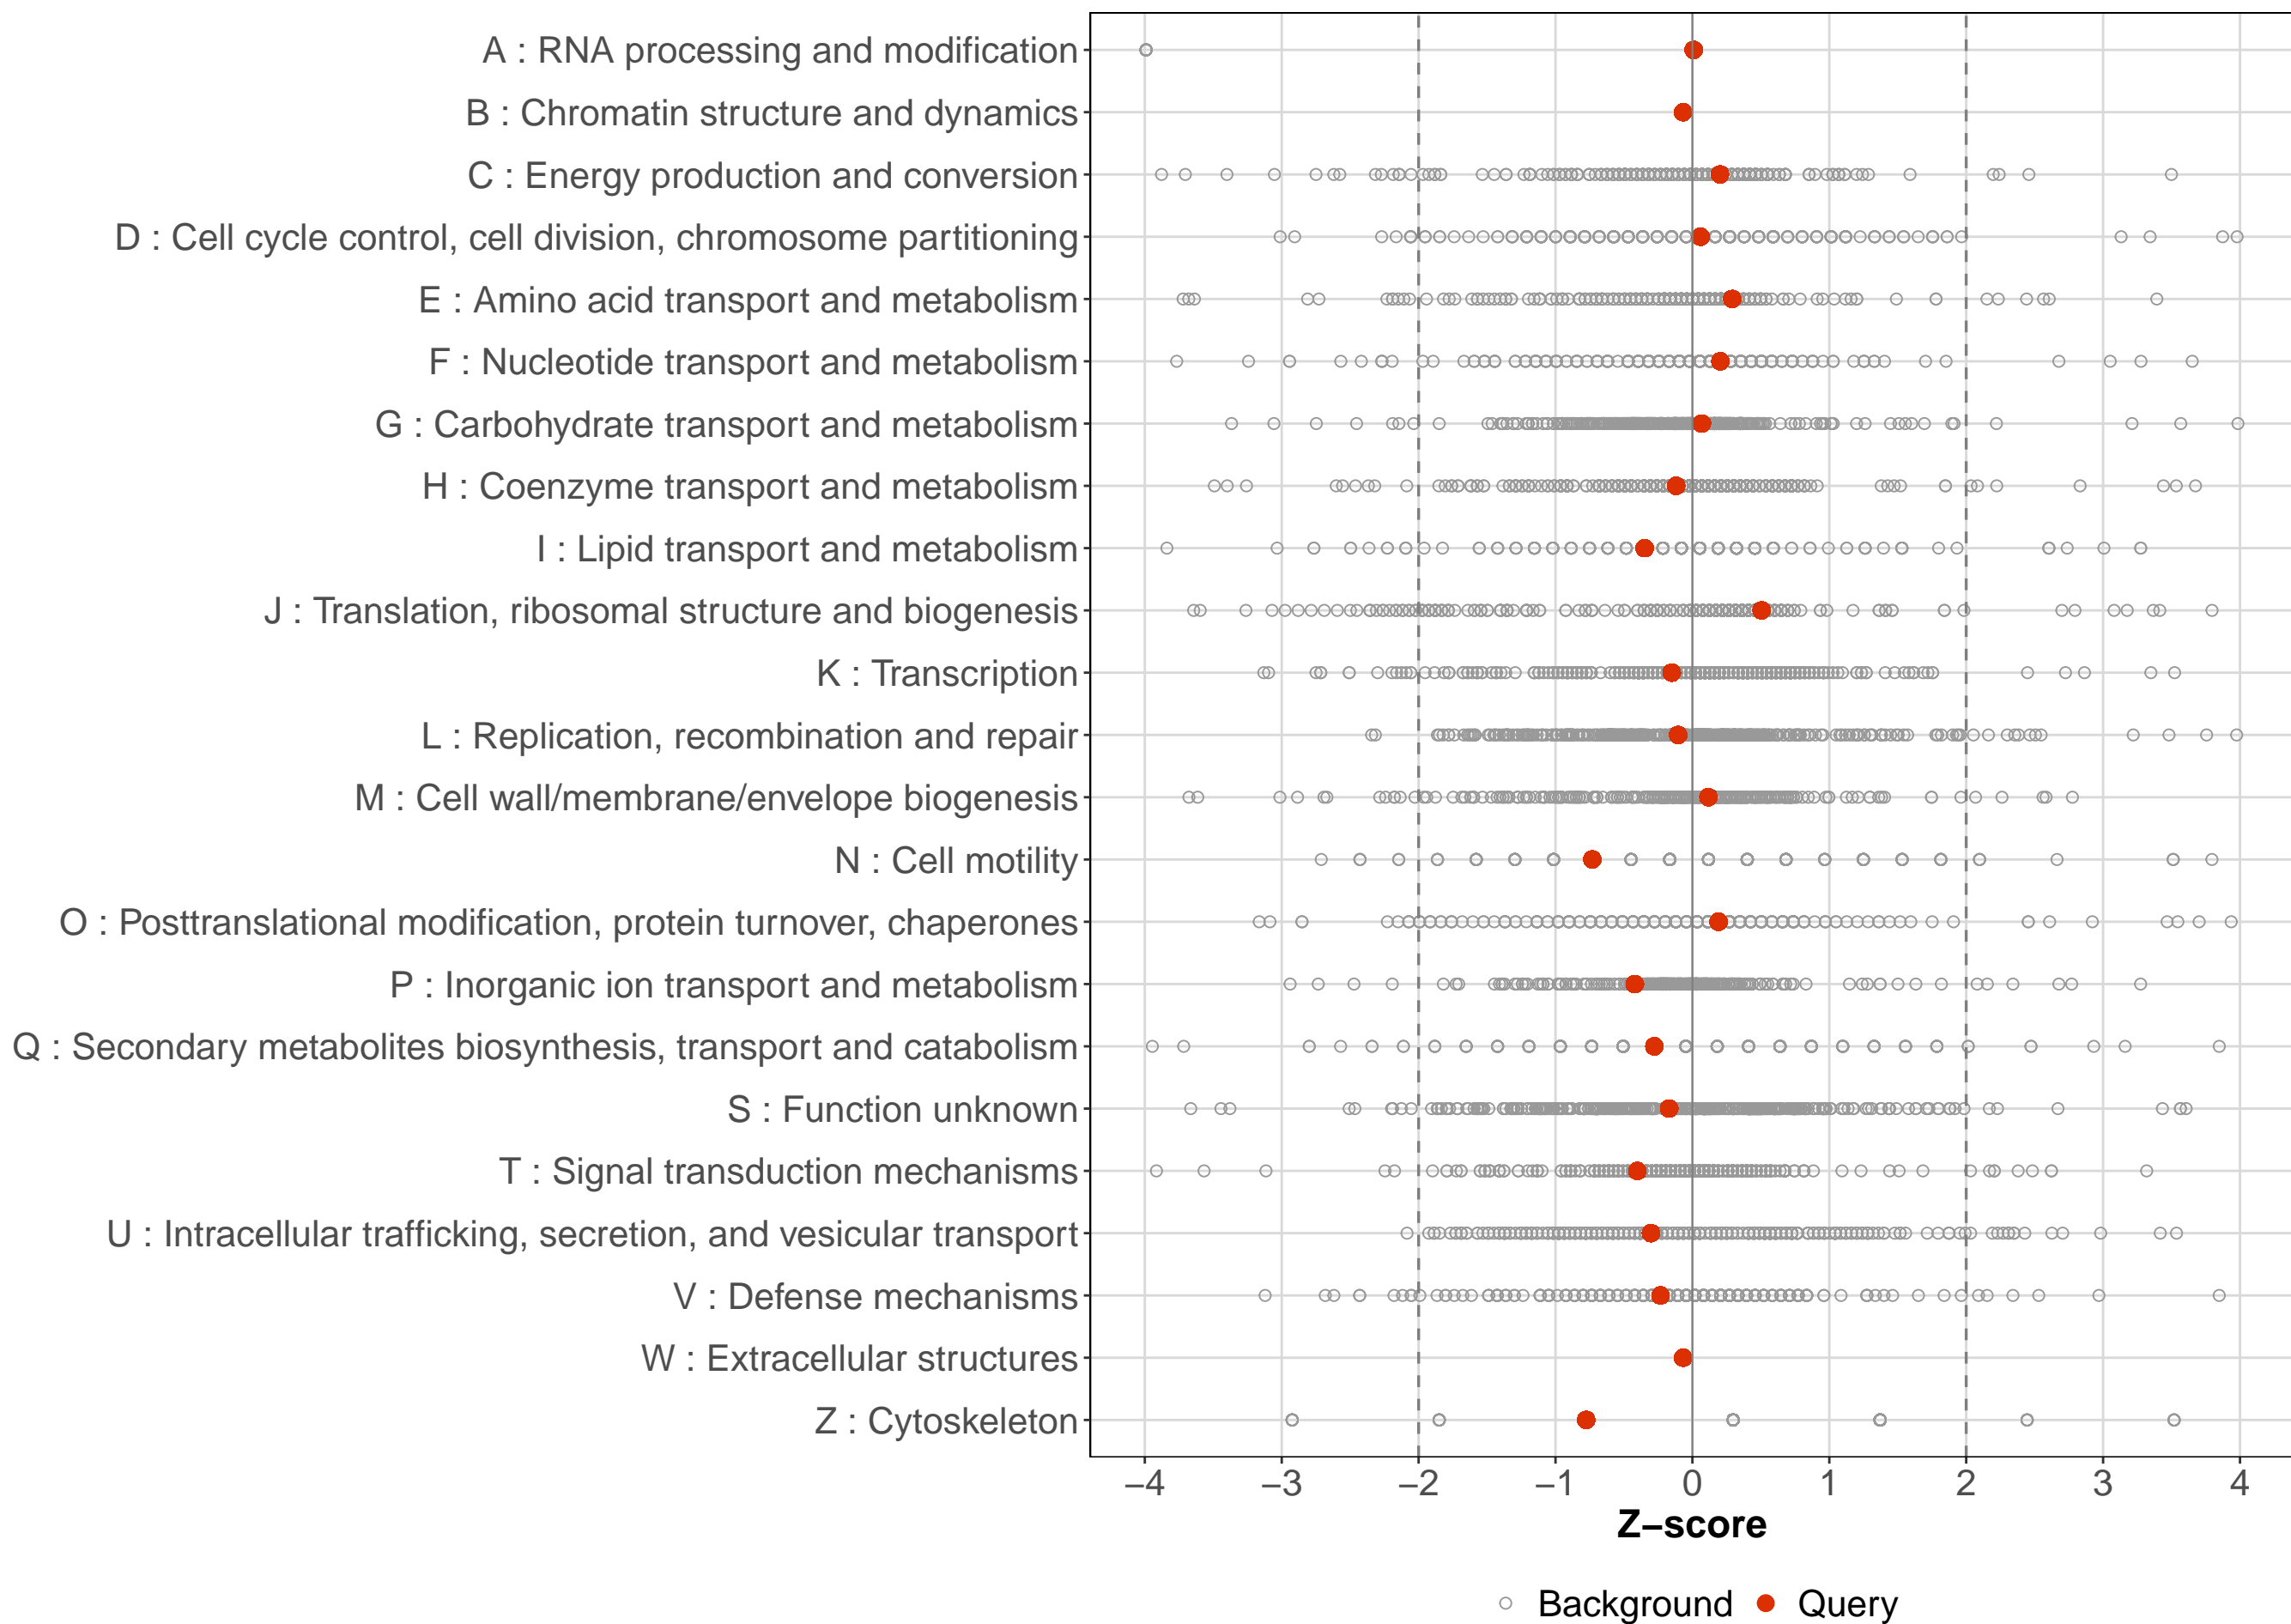 A : RNA processing and modification
B : Chromatin structure and dynamics
C : Energy production and conversion
D : Cell cycle control, cell division, chromosome partitioning
E : Amino acid transport and metabolism
F : Nucleotide transport and metabolism
G : Carbohydrate transport and metabolism
H : Coenzyme transport and metabolism
I : Lipid transport and metabolism
J : Translation, ribosomal structure and biogenesis
K : Transcription
L : Replication, recombination and repair
M : Cell wall/membrane/envelope biogenesis
N : Cell motility
O : Posttranslational modification, protein turnover, chaperones
P : Inorganic ion transport and metabolism
Q : Secondary metabolites biosynthesis, transport and catabolism
S : Function unknown
T : Signal transduction mechanisms
U : Intracellular trafficking, secretion, and vesicular transport
V : Defense mechanisms
W : Extracellular structures
Z : Cytoskeleton
−4 −3 −2 −1 0 1 2 3 4
Z−score
Background Query